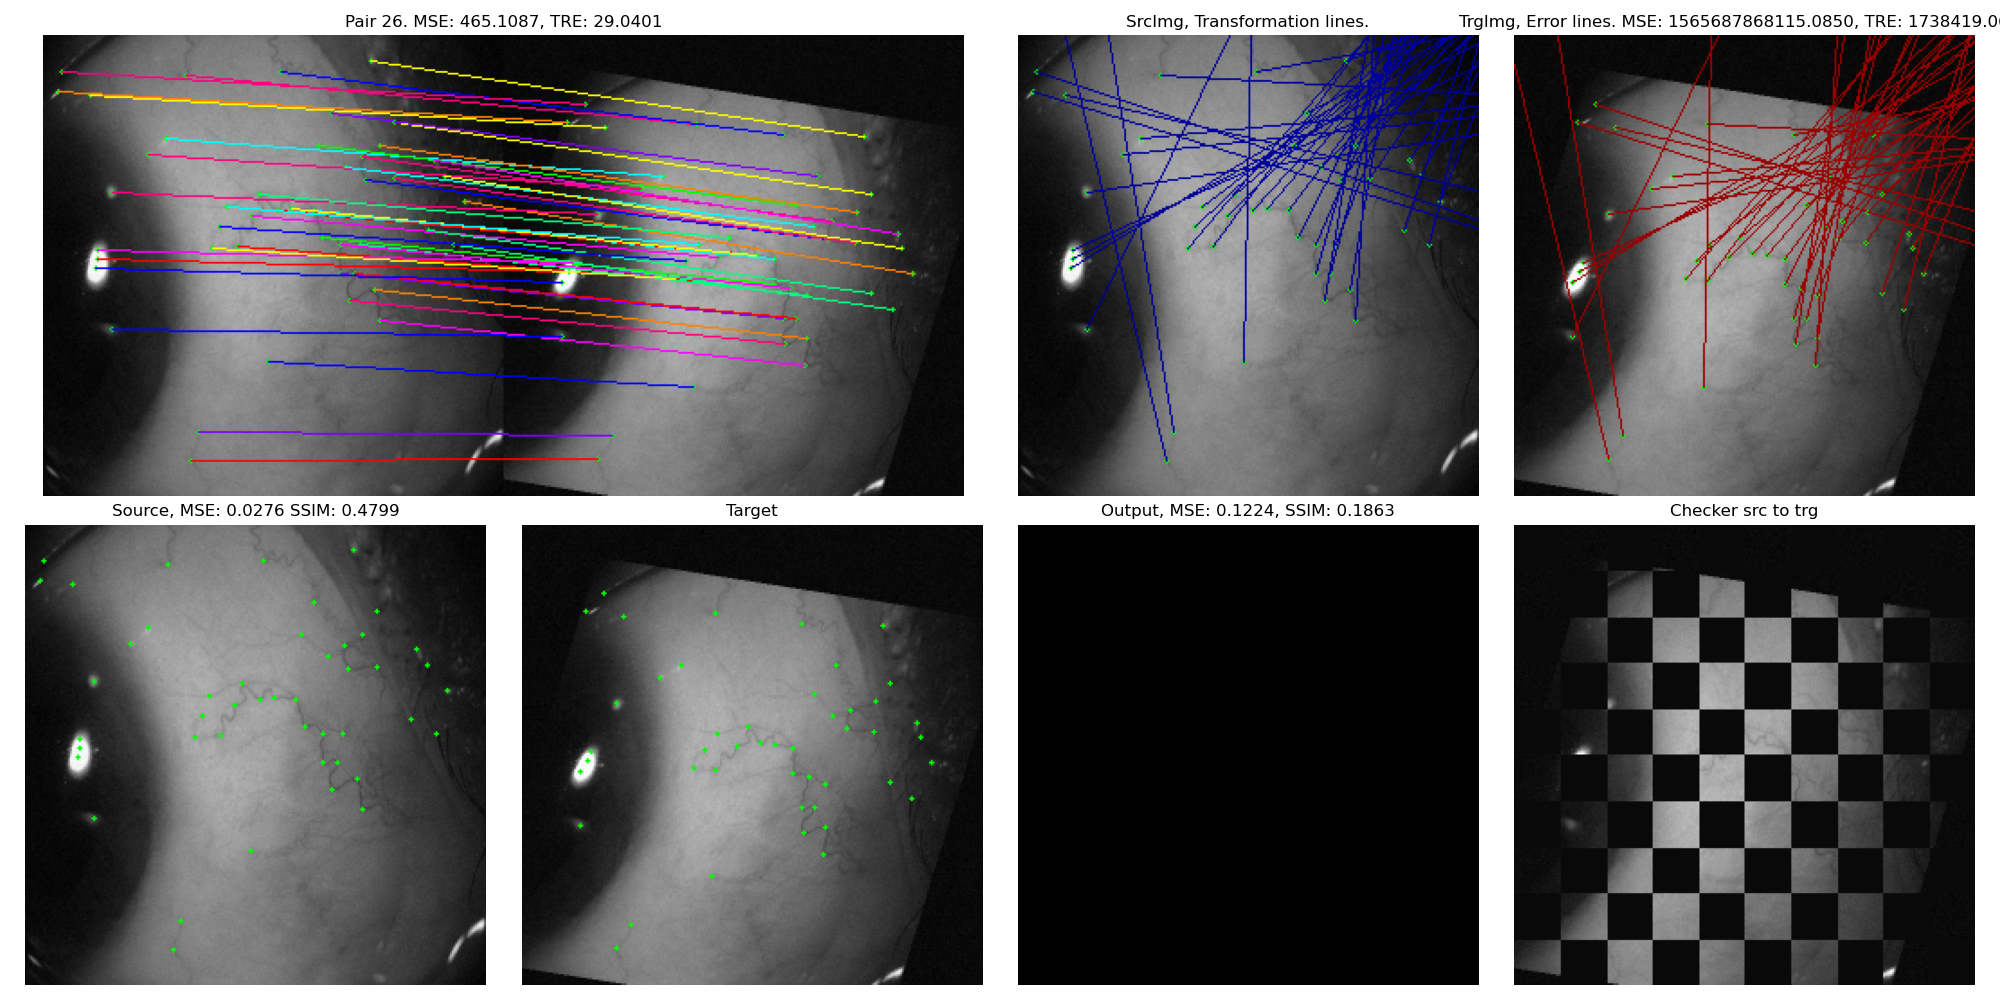 Pair 26. MSE: 465.1087, TRE: 29.0401
SrcImg, Transformation lines.
TrgImg, Error lines. MSE: 1565687868115.0850, TRE: 1738419.0
Source, MSE: 0.0276 SSIM: 0.4799
Target
Output, MSE: 0.1224, SSIM: 0.1863
Checker src to trg